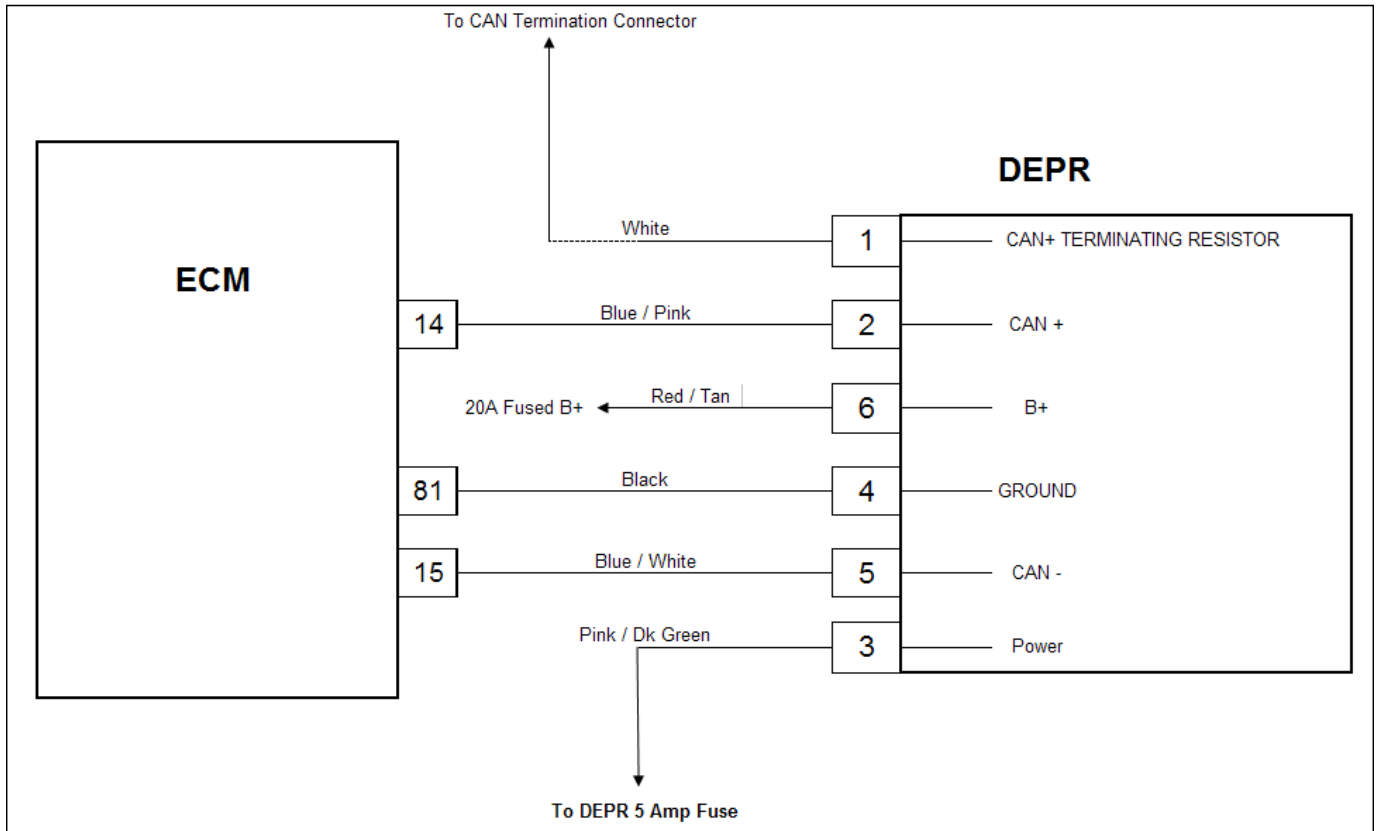 To CAN Termination Connector
DEPR
White
1
CAN+ TERMINATING RESISTOR
ECM
14
Blue / Pink
2
CAN +
20A Fused B+
Red / Tan
6
B+
81
Black
4
GROUND
15
Blue / White
5
CAN -
Pink / Dk Green
3
Power
To DEPR 5 Amp Fuse